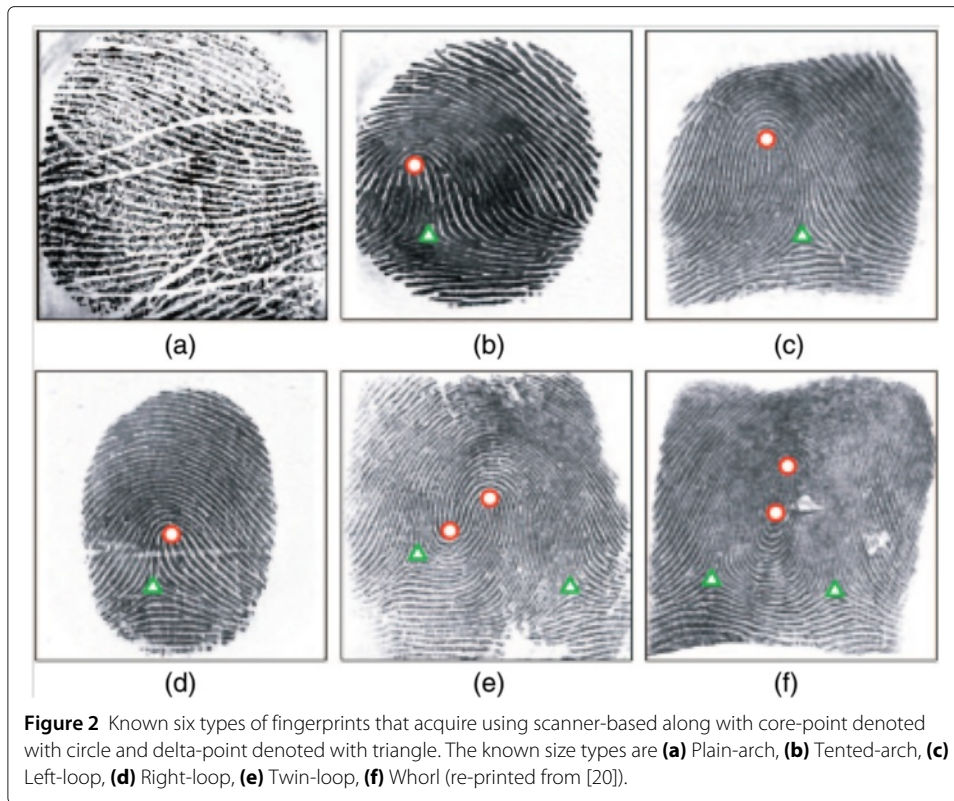 (a) (b) (c)
(d) (e) (f)
Figure 2 Known six types of fingerprints that acquire using scanner-based along with core-point denoted
with circle and delta-point denoted with triangle. The known size types are (a) Plain-arch, (b) Tented-arch, (c)
Left-loop, (d) Right-loop, (e) Twin-loop, (f) Whorl (re-printed from [20]).